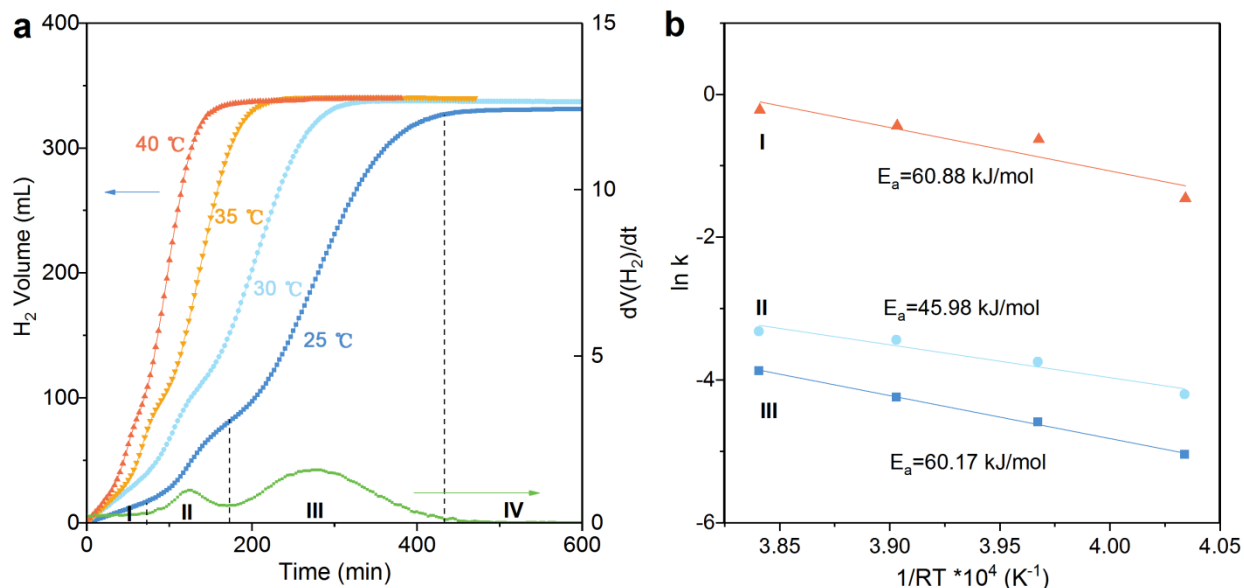 a
400
300
200
100
0
H₂ Volume (mL)
0
200
400
600
Time (min)
15
10
5
0
dV(H₂)/dt
40 ℃
35 ℃
30 ℃
25 ℃
I
II
III
IV
b
0
-2
-4
-6
ln k
3.85
3.90
3.95
4.00
4.05
1/RT *10⁴ (K⁻¹)
I
Eₐ=60.88 kJ/mol
II
Eₐ=45.98 kJ/mol
III
Eₐ=60.17 kJ/mol